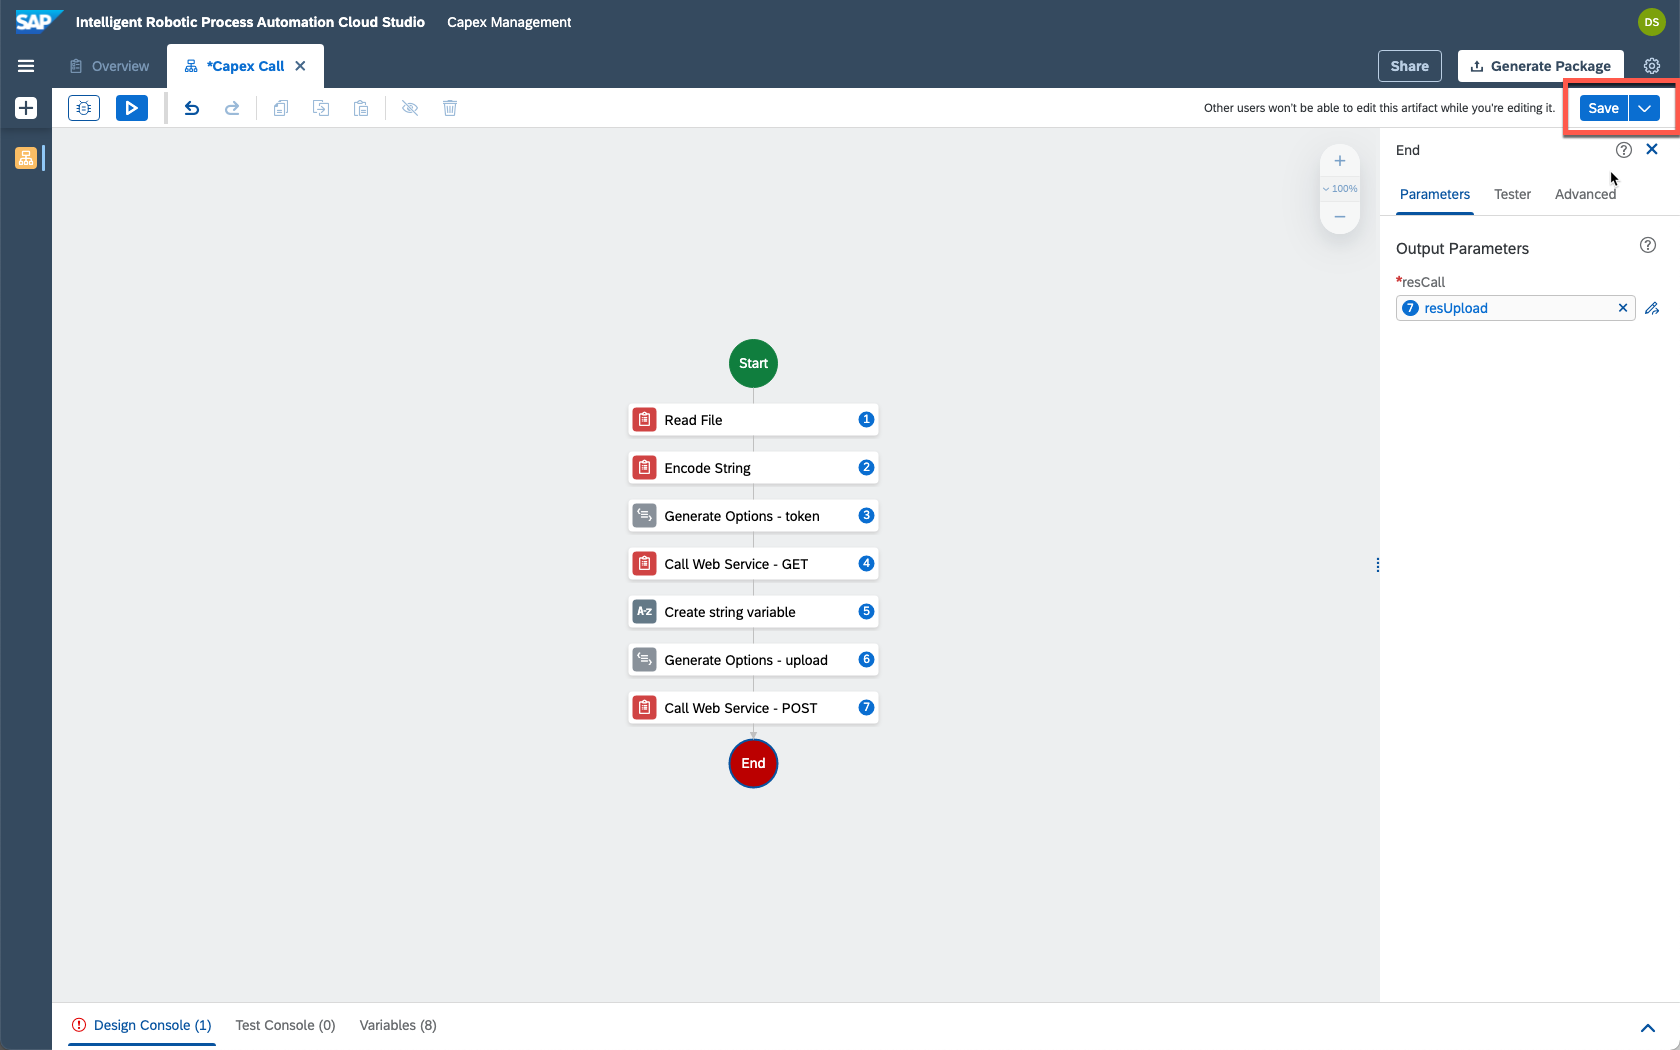 SAP Intelligent Robotic Process Automation Cloud Studio Capex Management DS
Overview *Capex Call Share Generate Package
Other users won't be able to edit this artifact while you're editing it. Save
End
100%
Parameters Tester Advanced
Output Parameters
*resCall
7 resUpload
Start
Read File 1
Encode String 2
Generate Options - token 3
Call Web Service - GET 4
A-Z Create string variable 5
Generate Options - upload 6
Call Web Service - POST 7
End
Design Console (1) Test Console (0) Variables (8)